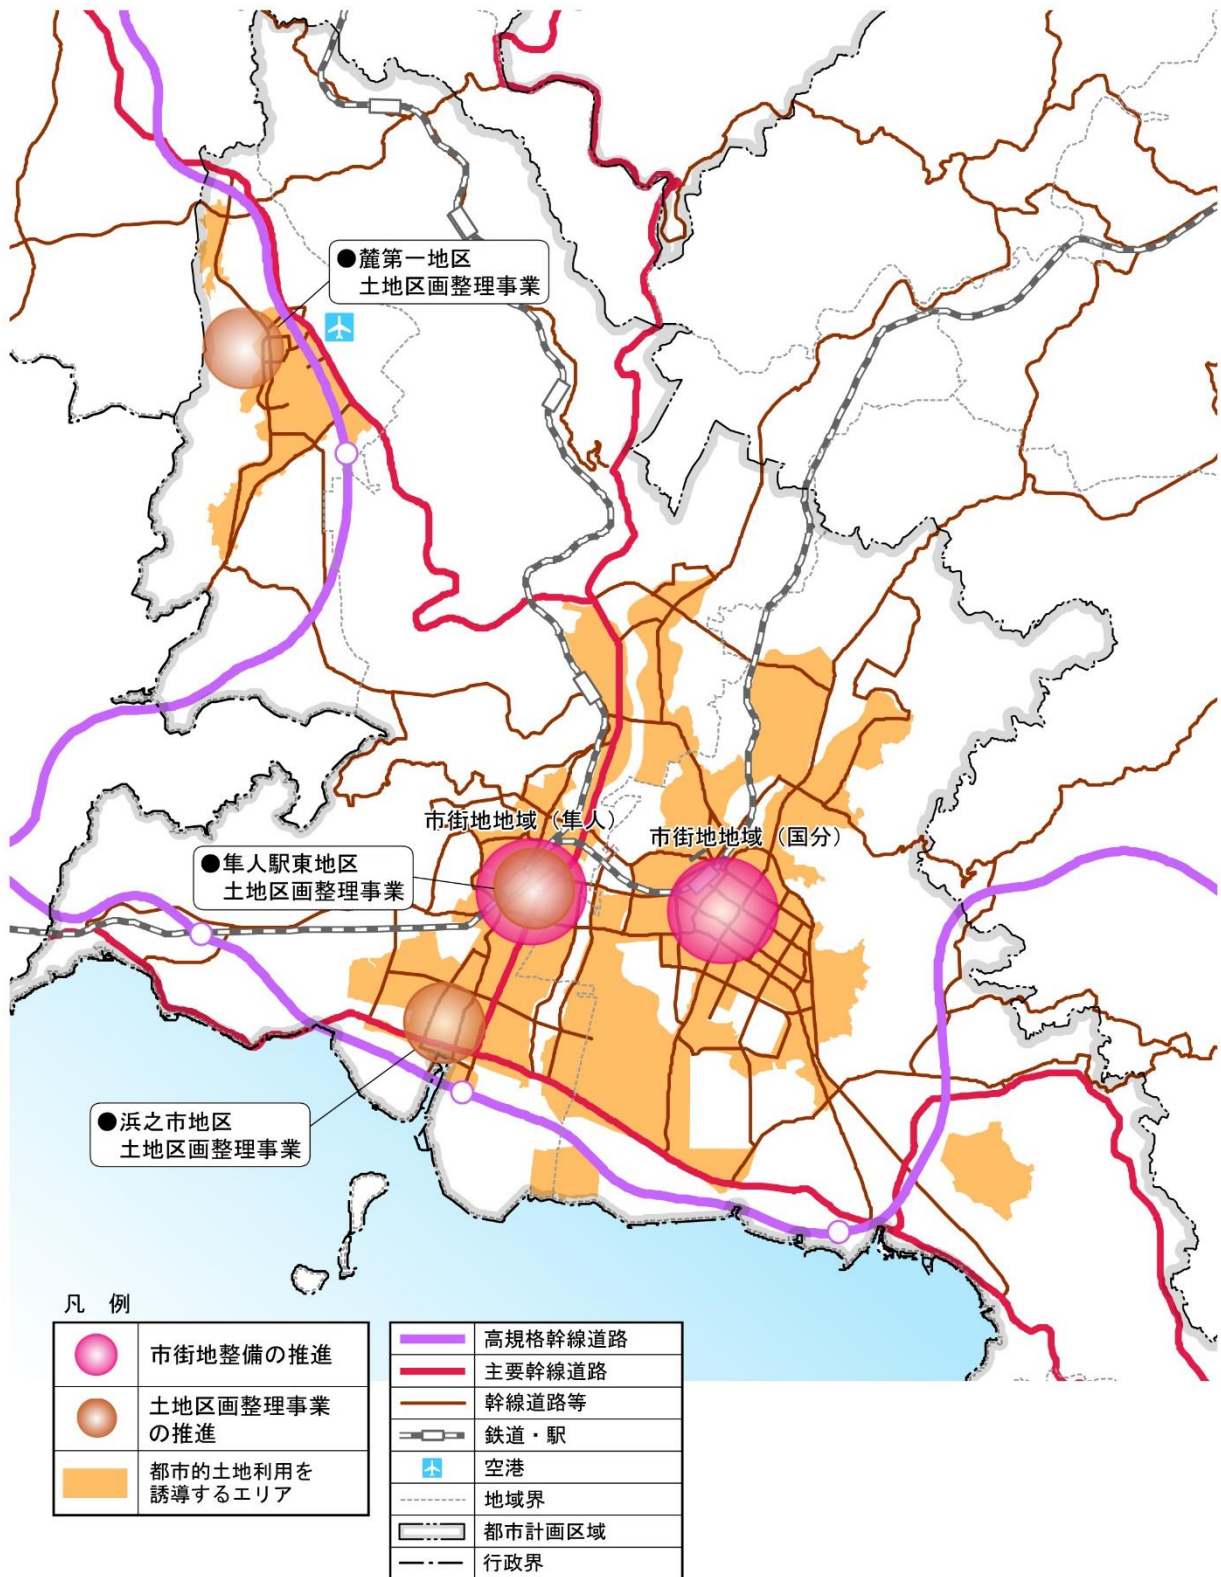 ●麓第一地区
土地区画整理事業
市街地地域（隼人）
市街地地域（国分）
●隼人駅東地区
土地区画整理事業
●浜之市地区
土地区画整理事業
凡 例
市街地整備の推進
土地区画整理事業
の推進
都市的土地利用を
誘導するエリア
高規格幹線道路
主要幹線道路
幹線道路等
鉄道・駅
空港
地域界
都市計画区域
行政界